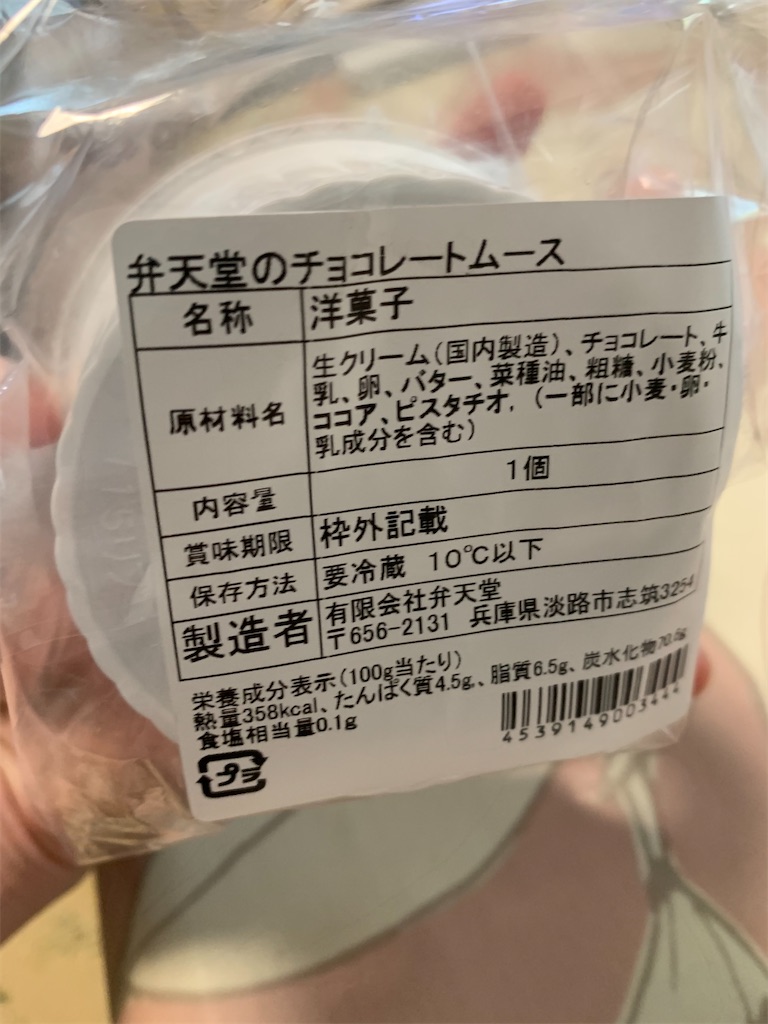 弁天堂のチョコレートムース
名称 洋菓子
原材料名 生クリーム(国内製造)、チョコレート、牛
乳、卵、バター、菜種油、粗糖、小麦粉、
ココア、ピスタチオ, (一部に小麦・卵・
乳成分を含む)
内容量 1個
賞味期限 枠外記載
保存方法 要冷蔵 10℃以下
製造者 有限会社弁天堂
〒656-2131 兵庫県淡路市志筑3254
栄養成分表示(100g当たり)
熱量358kcal、たんぱく質4.5g,、脂質6.5g、炭水化物70.6g
食塩相当量0.1g
4539149003444
プラ